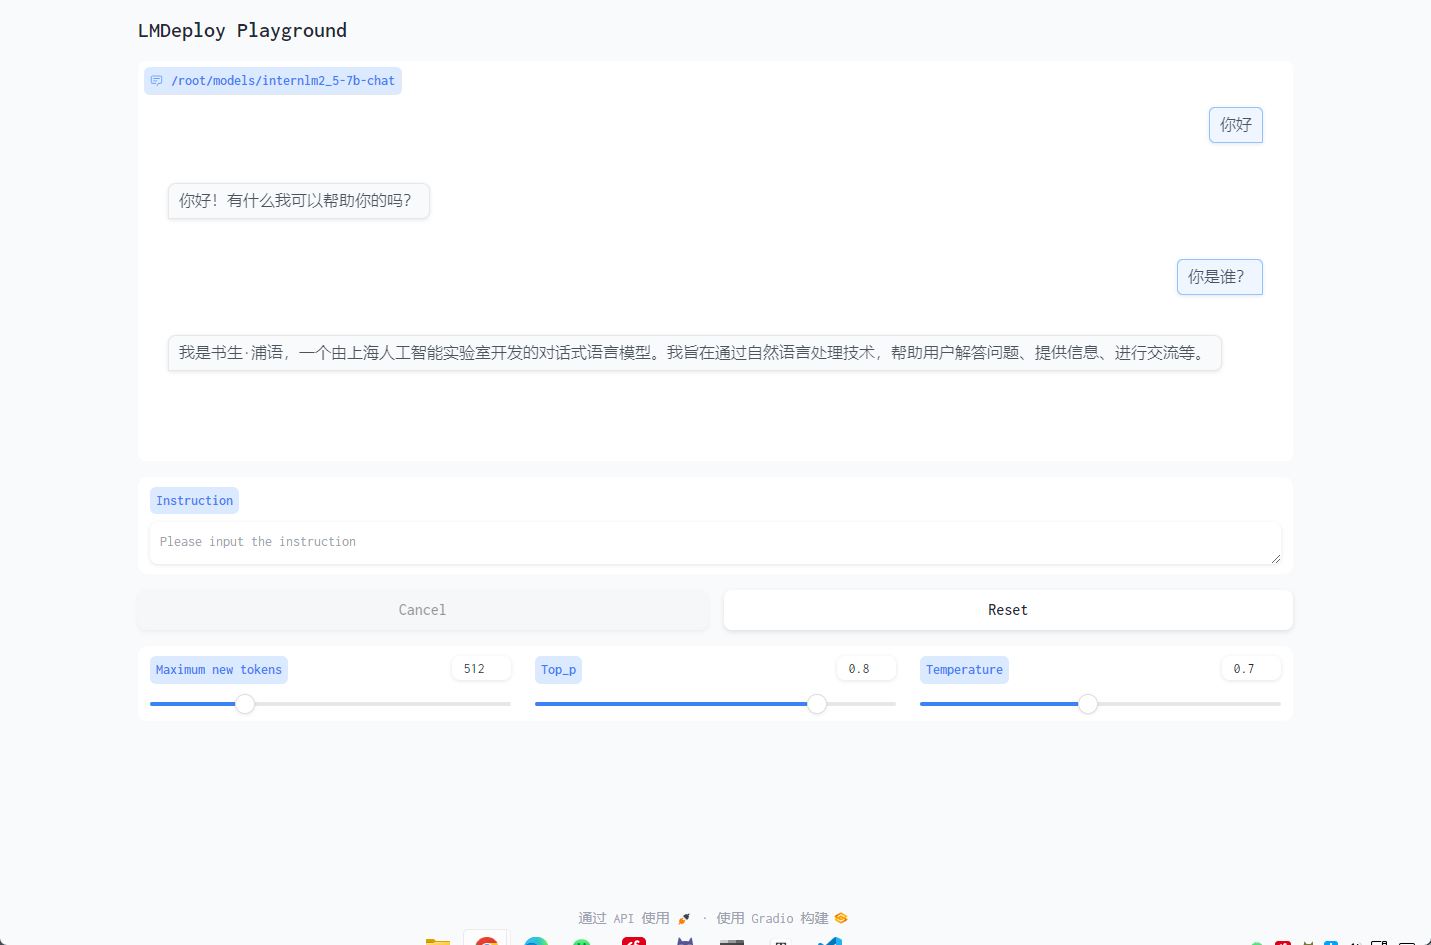 LMDeploy Playground
/root/models/internlm2_5-7b-chat
你好
你好！有什么我可以帮助你的吗？
你是谁？
我是书生·浦语，一个由上海人工智能实验室开发的对话式语言模型。我旨在通过自然语言处理技术，帮助用户解答问题、提供信息、进行交流等。
Instruction
Please input the instruction
Cancel
Reset
Maximum new tokens
512
Top_p
0.8
Temperature
0.7
通过 API 使用 · 使用 Gradio 构建